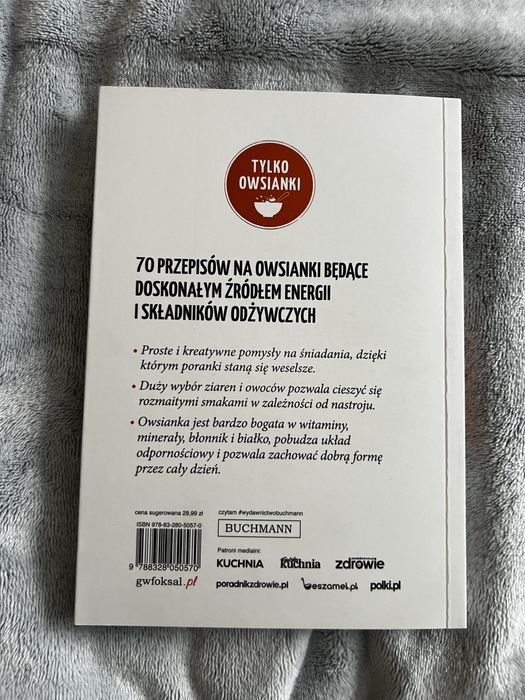 TYLKO
OWSIANKI
70 PRZEPISÓW NA OWSIANKI BĘDĄCE
DOSKONAŁYM ŹRÓDŁEM ENERGII
I SKŁADNIKÓW ODŻYWCZYCH
• Proste i kreatywne pomysły na śniadania, dzięki
którym poranki staną się weselsze.
• Duży wybór ziaren i owoców pozwala cieszyć się
rozmaitymi smakami w zależności od nastroju.
• Owsianka jest bardzo bogata w witaminy,
minerały, błonnik i białko, pobudza układ
odpornościowy i pozwala zachować dobrą formę
przez cały dzień.
cena sugerowana 29,99 zł
ISBN 978-83-280-5057-0
9 788328 050570
gwfoksal.pl
czytam #wydawnictwobuchmann
BUCHMANN
Patroni medialni:
KUCHNIA
kuchnia
zdrowie
poradnikzdrowie.pl
beszamel.pl
polki.pl